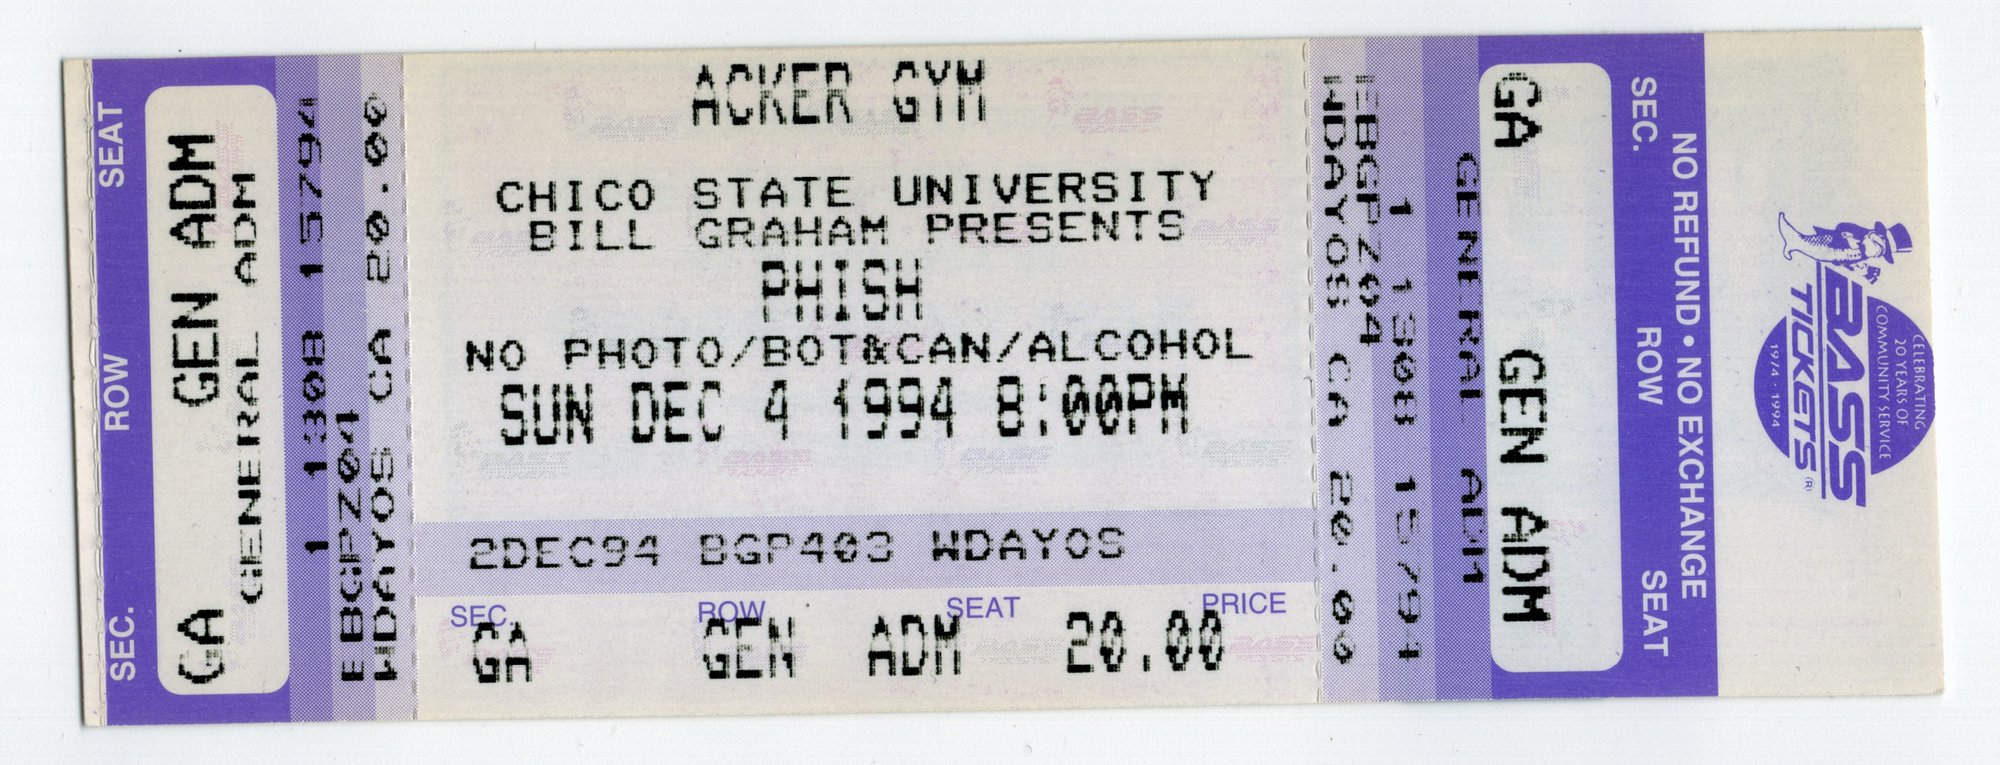 SEAT
ROW
SEC.
GA GEN ADM
GENERAL ADM
1 130B 15794
EBGPZ04
WDAYOS CA 20.00
ACKER GYM
CHICO STATE UNIVERSITY
BILL GRAHAM PRESENTS
PHISH
NO PHOTO/BOT&CAN/ALCOHOL
SUN DEC 4 1994 8:00PM
2DEC94 BGP403 WDAYOS
SEC. ROW SEAT PRICE
GA GEN ADM 20.00
WDAYOS CA 20.00
EBGPZ04
1 130B 15794
GENERAL ADM
GA GEN ADM
SEC. ROW SEAT
NO REFUND • NO EXCHANGE
BASS
TICKETS
(R)
CELEBRATING
20 YEARS OF
COMMUNITY SERVICE
1974 · 1994